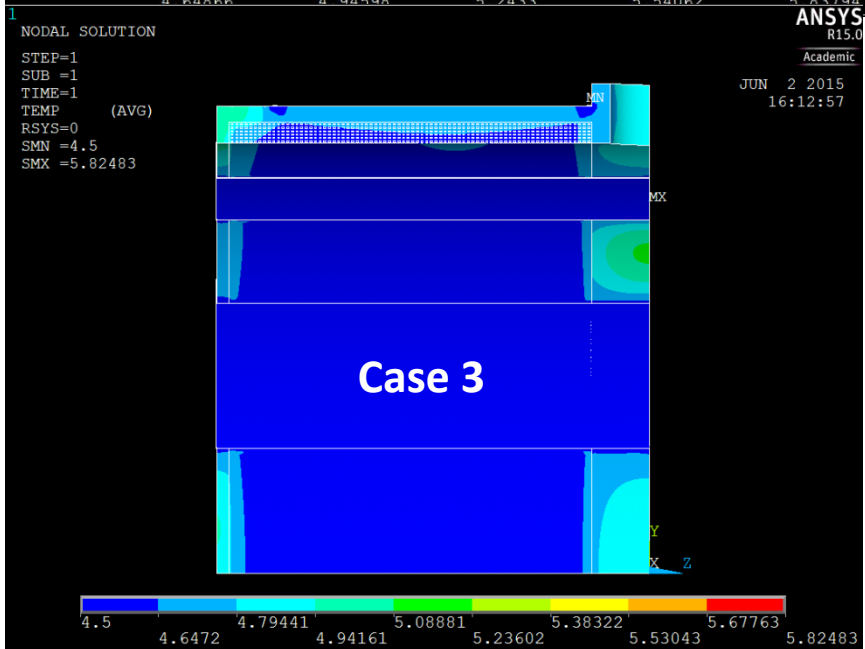 1
ANSYS
R15.0
Academic
NODAL SOLUTION
STEP=1
SUB =1
TIME=1
TEMP (AVG)
RSYS=0
SMN =4.5
SMX =5.82483
JUN 2 2015
16:12:57
MN
MX
Case 3
Y
X Z
4.5 4.79441 5.08881 5.38322 5.67763
4.6472 4.94161 5.23602 5.53043 5.82483